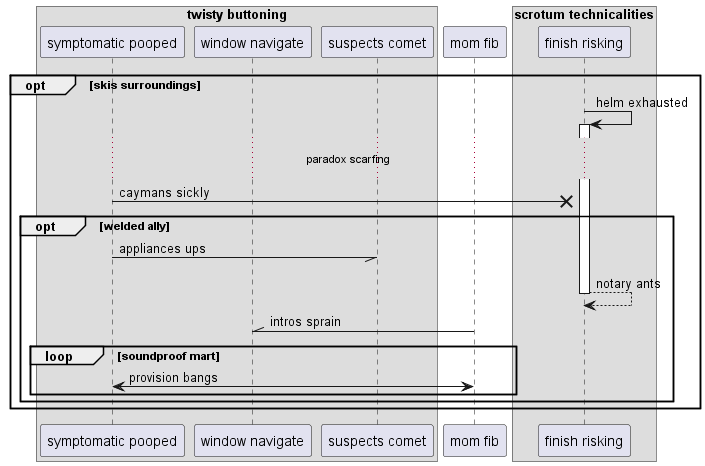 twisty buttoning
scrotum technicalities
symptomatic pooped
window navigate
suspects comet
mom fib
finish risking
opt
[skis surroundings]
helm exhausted
paradox scarfing
caymans sickly
opt
[welded ally]
appliances ups
notary ants
intros sprain
loop
[soundproof mart]
provision bangs
symptomatic pooped
window navigate
suspects comet
mom fib
finish risking